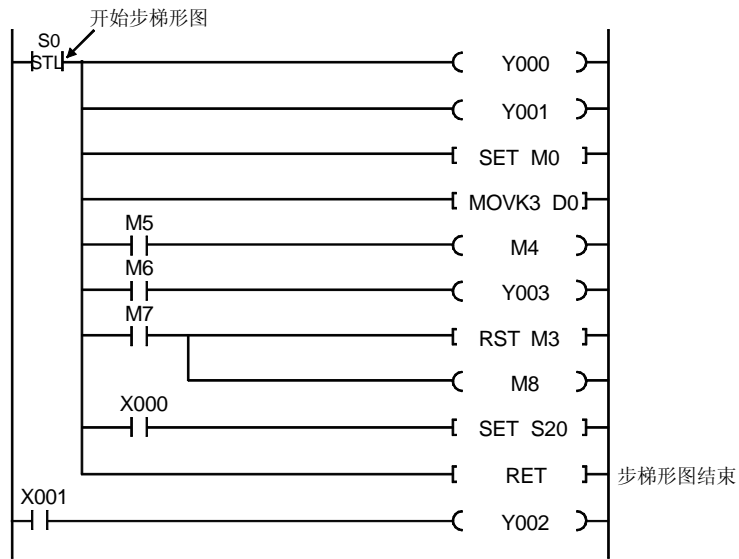 开始步梯形图
S0
STL
Y000
Y001
SET M0
MOVK3 D0
M5
M4
M6
Y003
M7
RST M3
M8
X000
SET S20
RET
步梯形图结束
X001
Y002